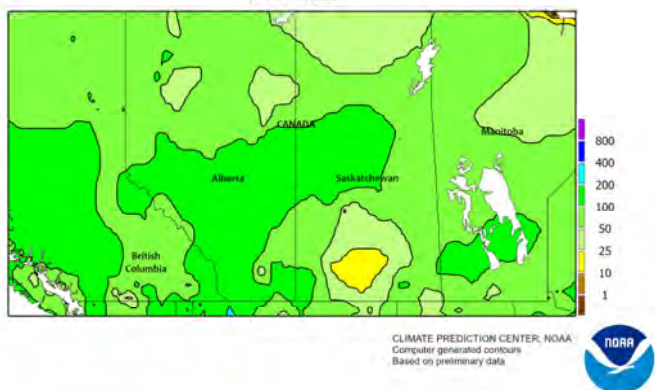 CANADA
Manitoba
Alberta
Saskatchewan
British
Columbia
800
400
200
100
50
25
10
1
CLIMATE PREDICTION CENTER, NOAA
Computer generated contours
Based on preliminary data
NOAA